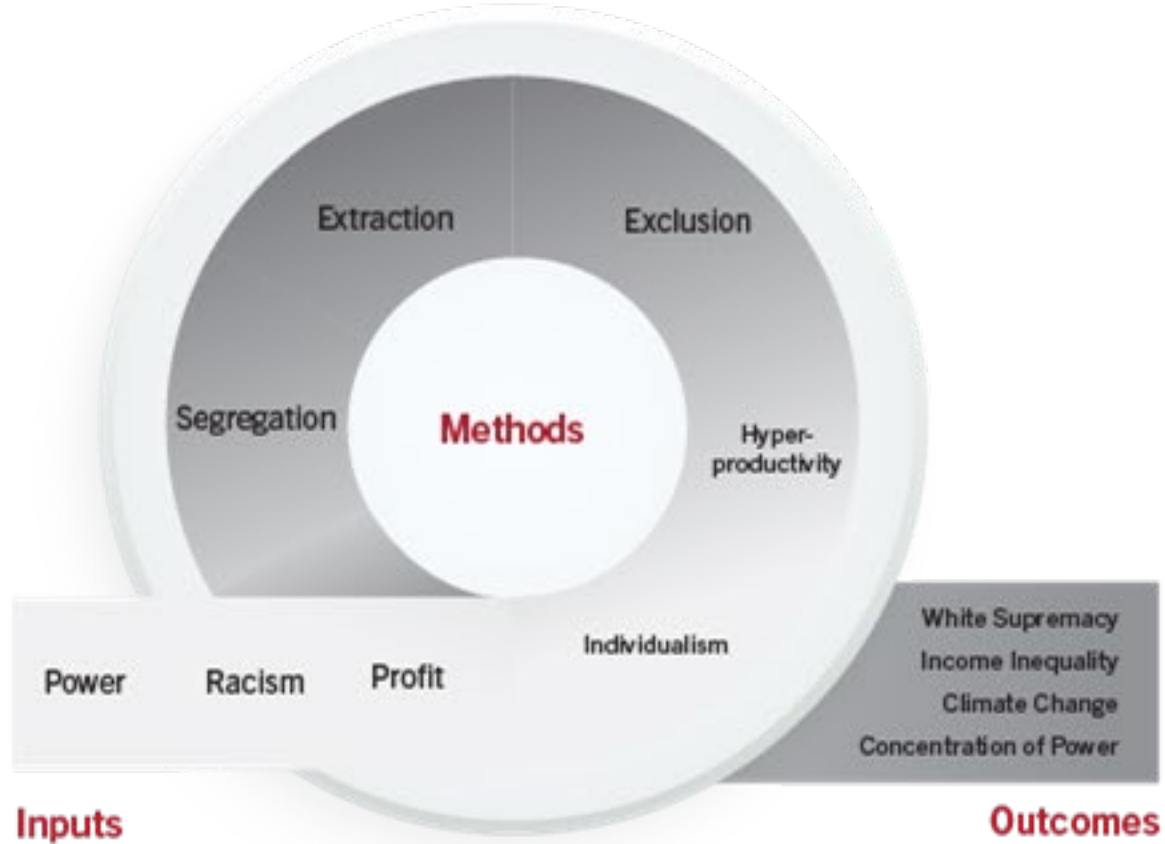 Extraction
Exclusion
Segregation
Methods
Hyper-
productivity
Individualism
Power
Racism
Profit
White Supremacy
Income Inequality
Climate Change
Concentration of Power
Inputs
Outcomes